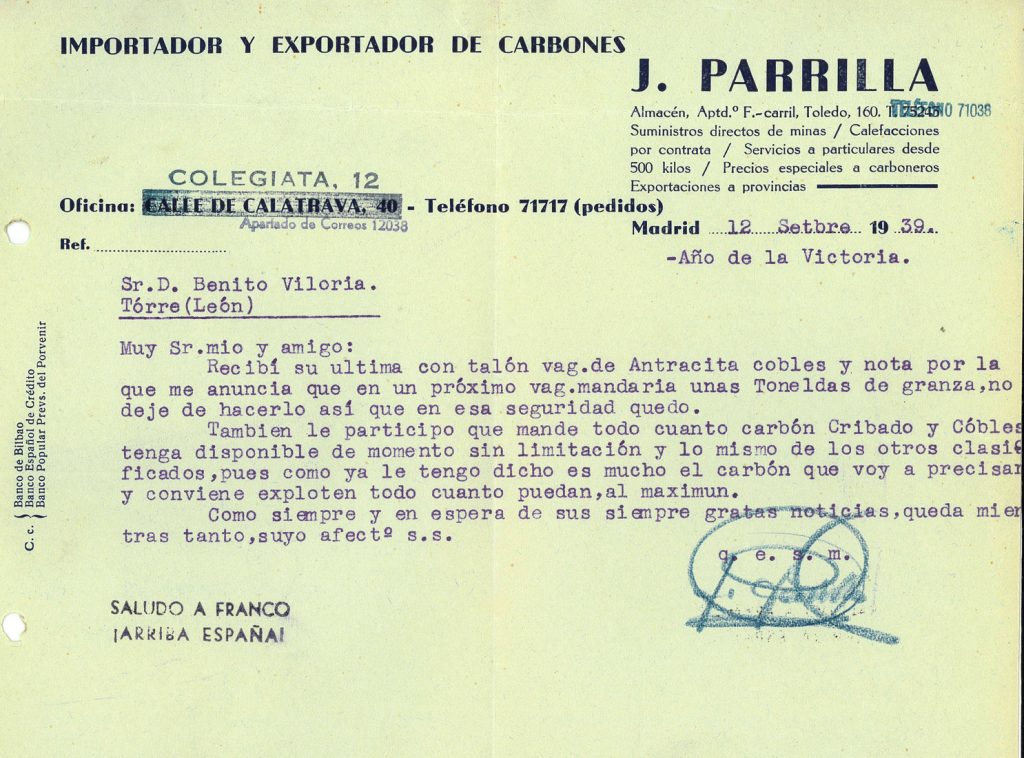 IMPORTADOR Y EXPORTADOR DE CARBONES
J. PARRILLA
Almacén, Aptd.º F.-carril, Toledo, 160. T. 75243
TELÉFONO 71038
Suministros directos de minas / Calefacciones
por contrata / Servicios a particulares desde
500 kilos / Precios especiales a carboneros
Exportaciones a provincias
COLEGIATA, 12
Oficina: CALLE DE CALATRAVA, 40 - Teléfono 71717 (pedidos)
Apartado de Correos 12038
Madrid 12 Setbre. 19 39.
-Año de la Victoria.
Ref.
Sr.D. Benito Viloria.
Tórre(León)
Muy Sr.mio y amigo:
Recibí su ultima con talón vag.de Antracita cobles y nota por la
que me anuncia que en un próximo vag.mandaria unas Toneldas de granza,no
deje de hacerlo así que en esa seguridad quedo.
Tambien le participo que mande todo cuanto carbón Cribado y Cóbles
tenga disponible de momento sin limitación y lo mismo de los otros clasi
ficados,pues como ya le tengo dicho es mucho el carbón que voy a precisar
y conviene exploten todo cuanto puedan,al maximun.
Como siempre y en espera de sus siempre gratas noticias,queda mien
tras tanto,suyo afectº s.s.
q. e. s. m.
J. Parrilla
SALUDO A FRANCO
¡ARRIBA ESPAÑA!
C. c. Banco de Bilbao
Banco Español de Crédito
Banco Popular Prevs. del Porvenir